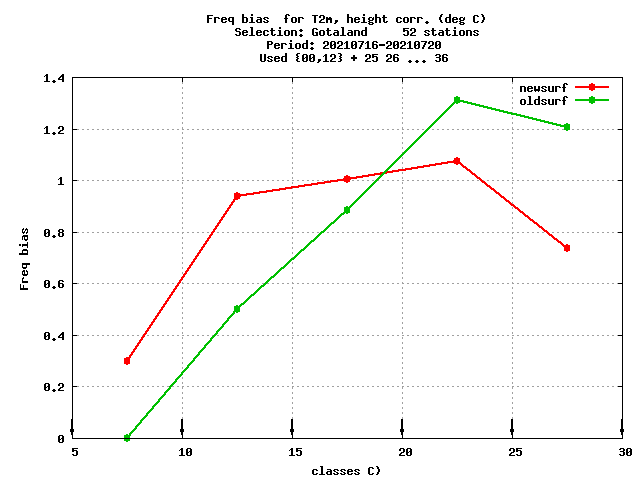 Freq bias  for T2m, height corr. (deg C)
Selection: Gotaland     52 stations
Period: 20210716-20210720
Used {00,12} + 25 26 ... 36
newsurf
oldsurf
1.4
1.2
1
0.8
0.6
0.4
0.2
0
Freq bias
5 10 15 20 25 30
classes C)